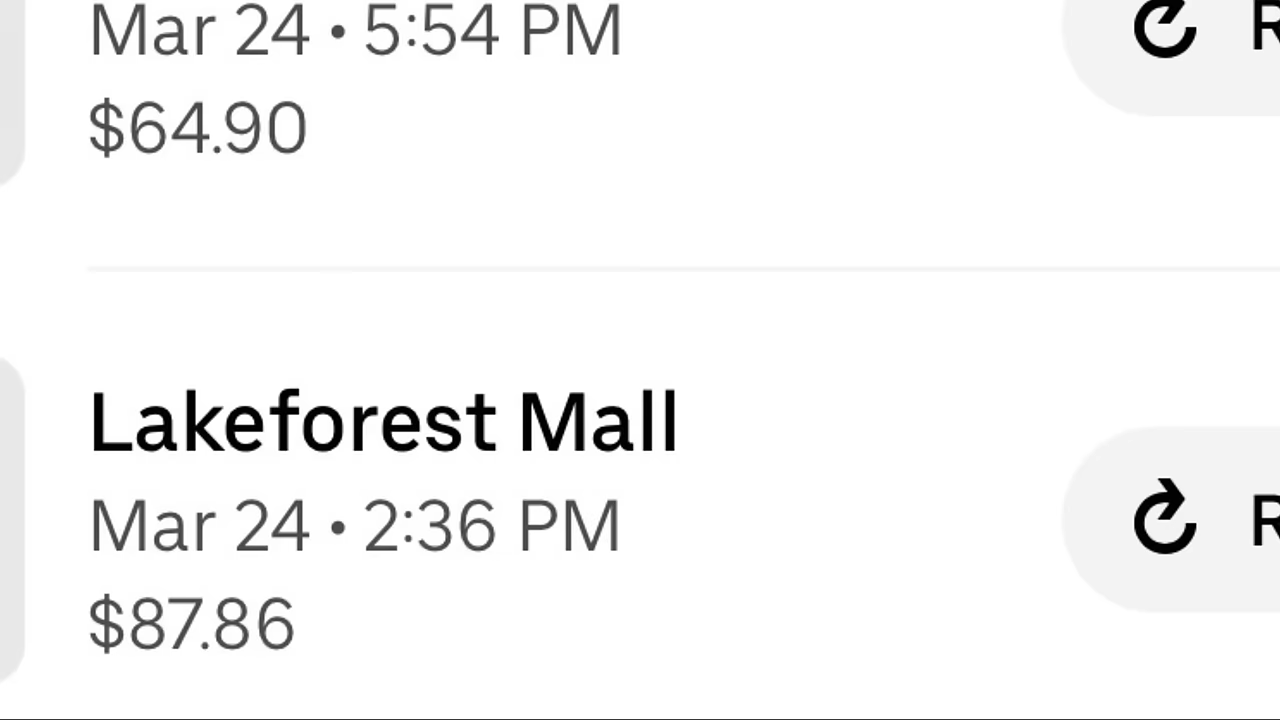 Mar 24 • 5:54 PM
$64.90
Lakeforest Mall
Mar 24 • 2:36 PM
$87.86